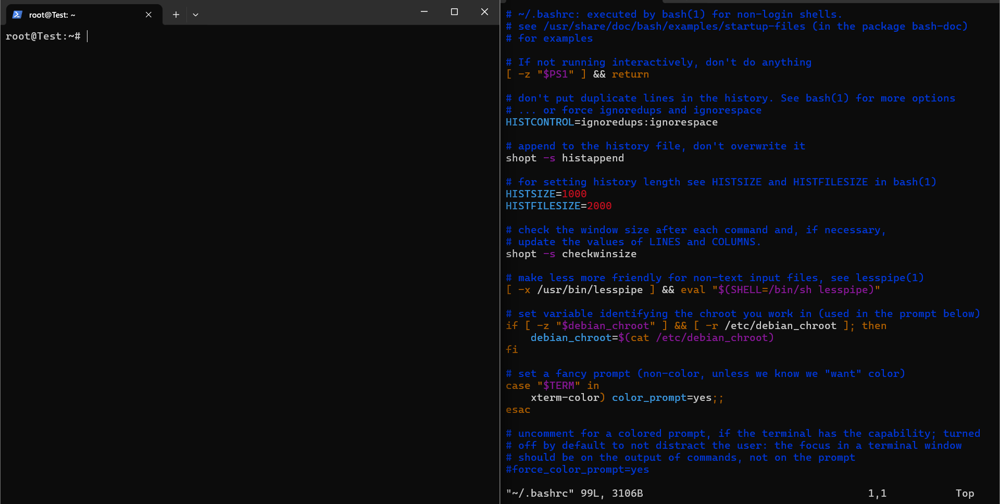 root@Test: ~
root@Test:~#
# ~/.bashrc: executed by bash(1) for non-login shells.
# see /usr/share/doc/bash/examples/startup-files (in the package bash-doc)
# for examples

# If not running interactively, don't do anything
[ -z "$PS1" ] && return

# don't put duplicate lines in the history. See bash(1) for more options
# ... or force ignoredups and ignorespace
HISTCONTROL=ignoredups:ignorespace

# append to the history file, don't overwrite it
shopt -s histappend

# for setting history length see HISTSIZE and HISTFILESIZE in bash(1)
HISTSIZE=1000
HISTFILESIZE=2000

# check the window size after each command and, if necessary,
# update the values of LINES and COLUMNS.
shopt -s checkwinsize

# make less more friendly for non-text input files, see lesspipe(1)
[ -x /usr/bin/lesspipe ] && eval "$(SHELL=/bin/sh lesspipe)"

# set variable identifying the chroot you work in (used in the prompt below)
if [ -z "$debian_chroot" ] && [ -r /etc/debian_chroot ]; then
    debian_chroot=$(cat /etc/debian_chroot)
fi

# set a fancy prompt (non-color, unless we know we "want" color)
case "$TERM" in
    xterm-color) color_prompt=yes;;
esac

# uncomment for a colored prompt, if the terminal has the capability; turned
# off by default to not distract the user: the focus in a terminal window
# should be on the output of commands, not on the prompt
#force_color_prompt=yes

"~/.bashrc" 99L, 3106B 1,1 Top